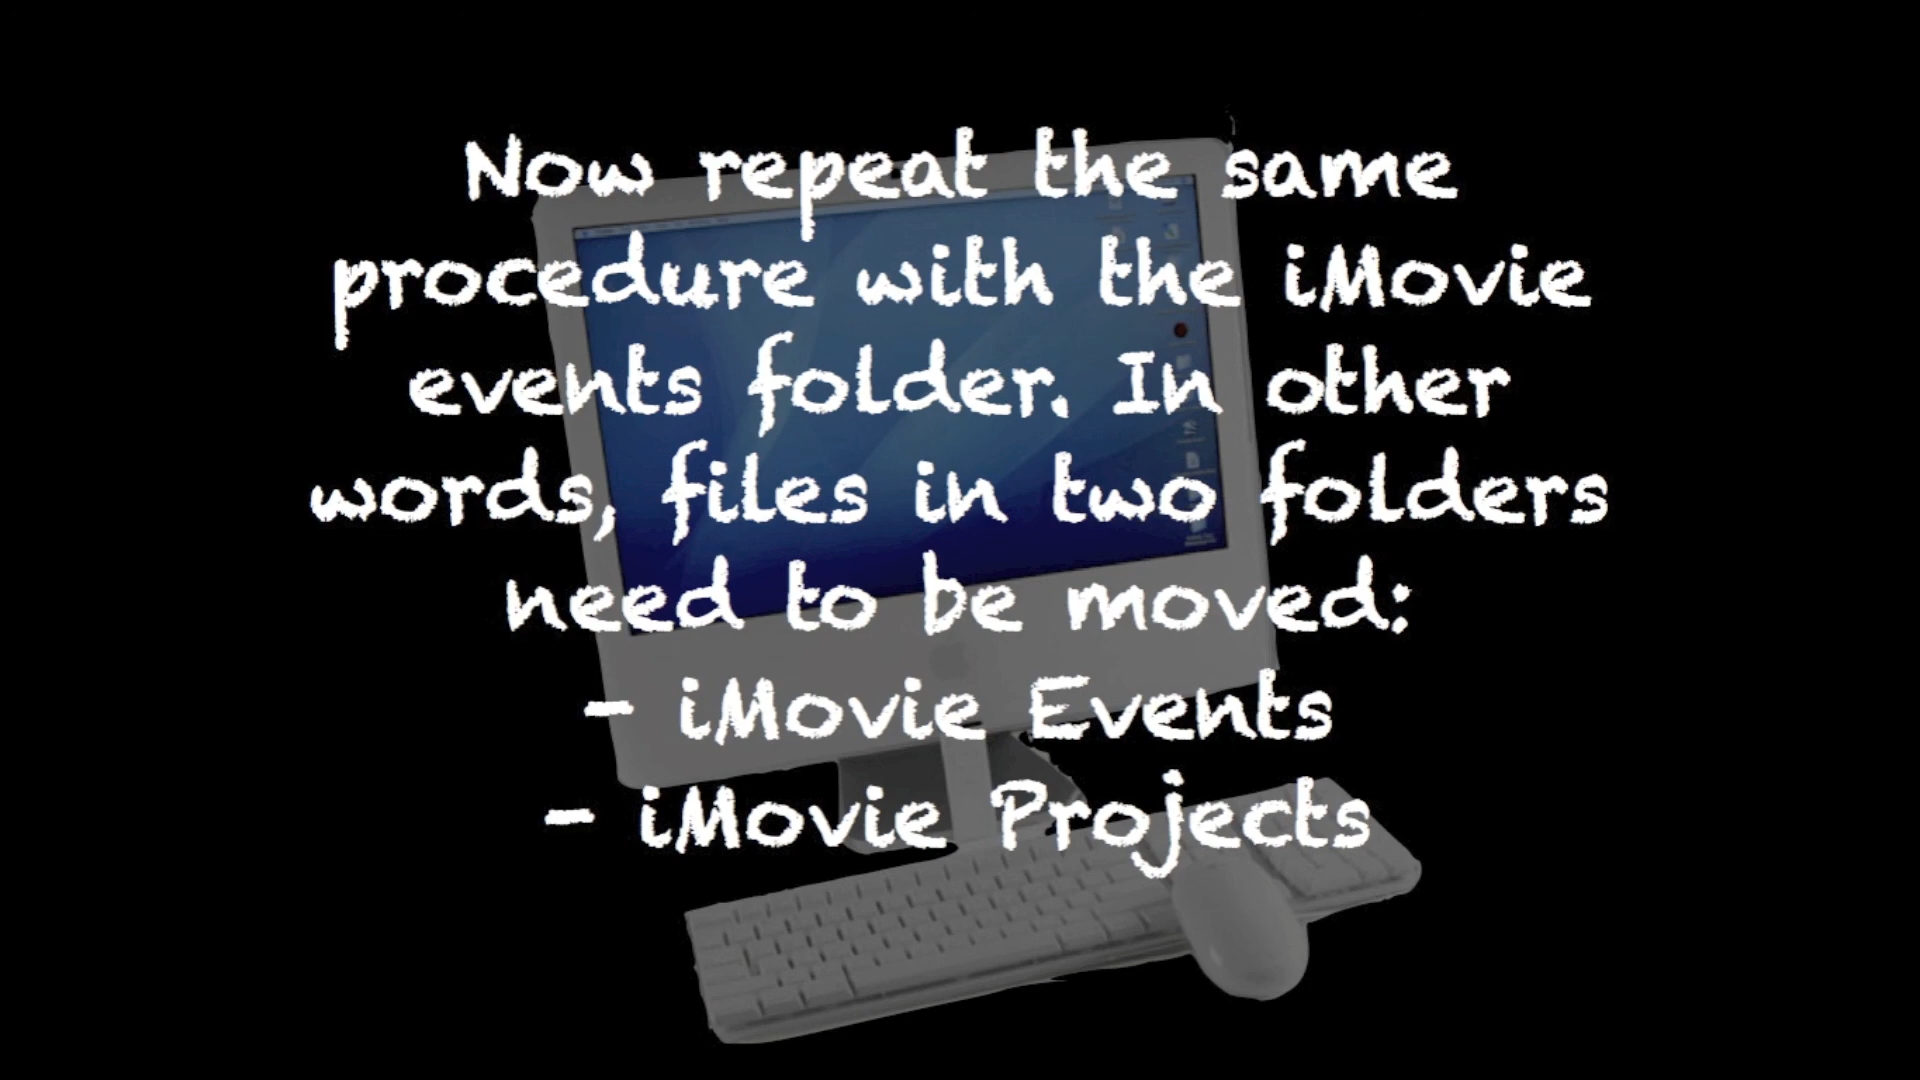 Now repeat the same
procedure with the iMovie
events folder. In other
words, files in two folders
need to be moved:
- iMovie Events
- iMovie Projects